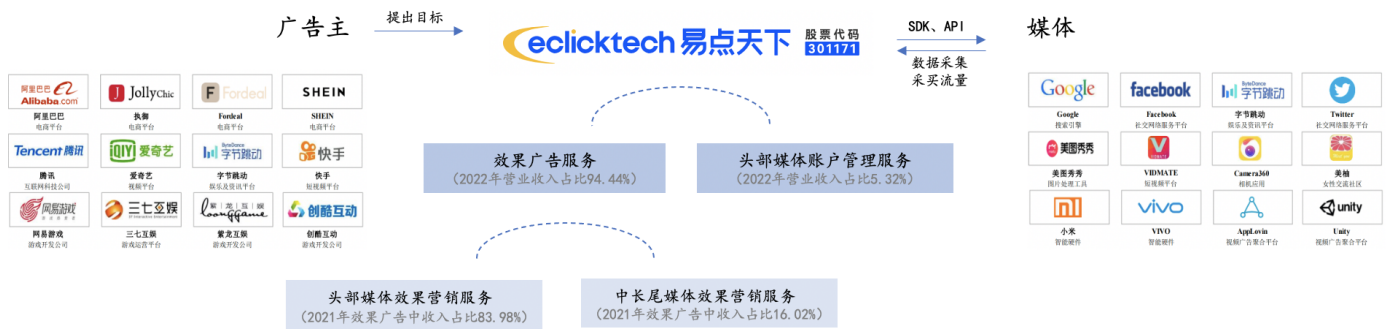 广告主
提出目标
eclicktech 易点天下
股票代码
301171
SDK、API
数据采集
采买流量
媒体
阿里巴巴
Alibaba.com
阿里巴巴
电商平台
J JollyChic
执御
电商平台
F Fordeal
Fordeal
电商平台
SHEIN
SHEIN
电商平台
Tencent 腾讯
腾讯
互联网科技公司
iQIYI 爱奇艺
爱奇艺
视频平台
ByteDance
字节跳动
字节跳动
娱乐及资讯平台
快手
快手
短视频平台
网易游戏
网易游戏
游戏开发公司
三七互娱
三七互娱
游戏运营平台
紫龙互娱
loongGame
紫龙互娱
游戏开发公司
创酷互动
创酷互动
游戏开发公司
效果广告服务
(2022年营业收入占比94.44%)
头部媒体账户管理服务
(2022年营业收入占比5.32%)
头部媒体效果营销服务
(2021年效果广告中收入占比83.98%)
中长尾媒体效果营销服务
(2021年效果广告中收入占比16.02%)
Google
Google
搜索引擎
facebook
Facebook
社交网络服务平台
ByteDance
字节跳动
字节跳动
娱乐及资讯平台
Twitter
社交网络服务平台
美图秀秀
美图秀秀
图片处理工具
VIDMATE
短视频平台
Camera360
相机应用
美柚
女性交流社区
小米
智能硬件
vivo
VIVO
智能硬件
AppLovin
视频广告聚合平台
unity
Unity
视频广告聚合平台